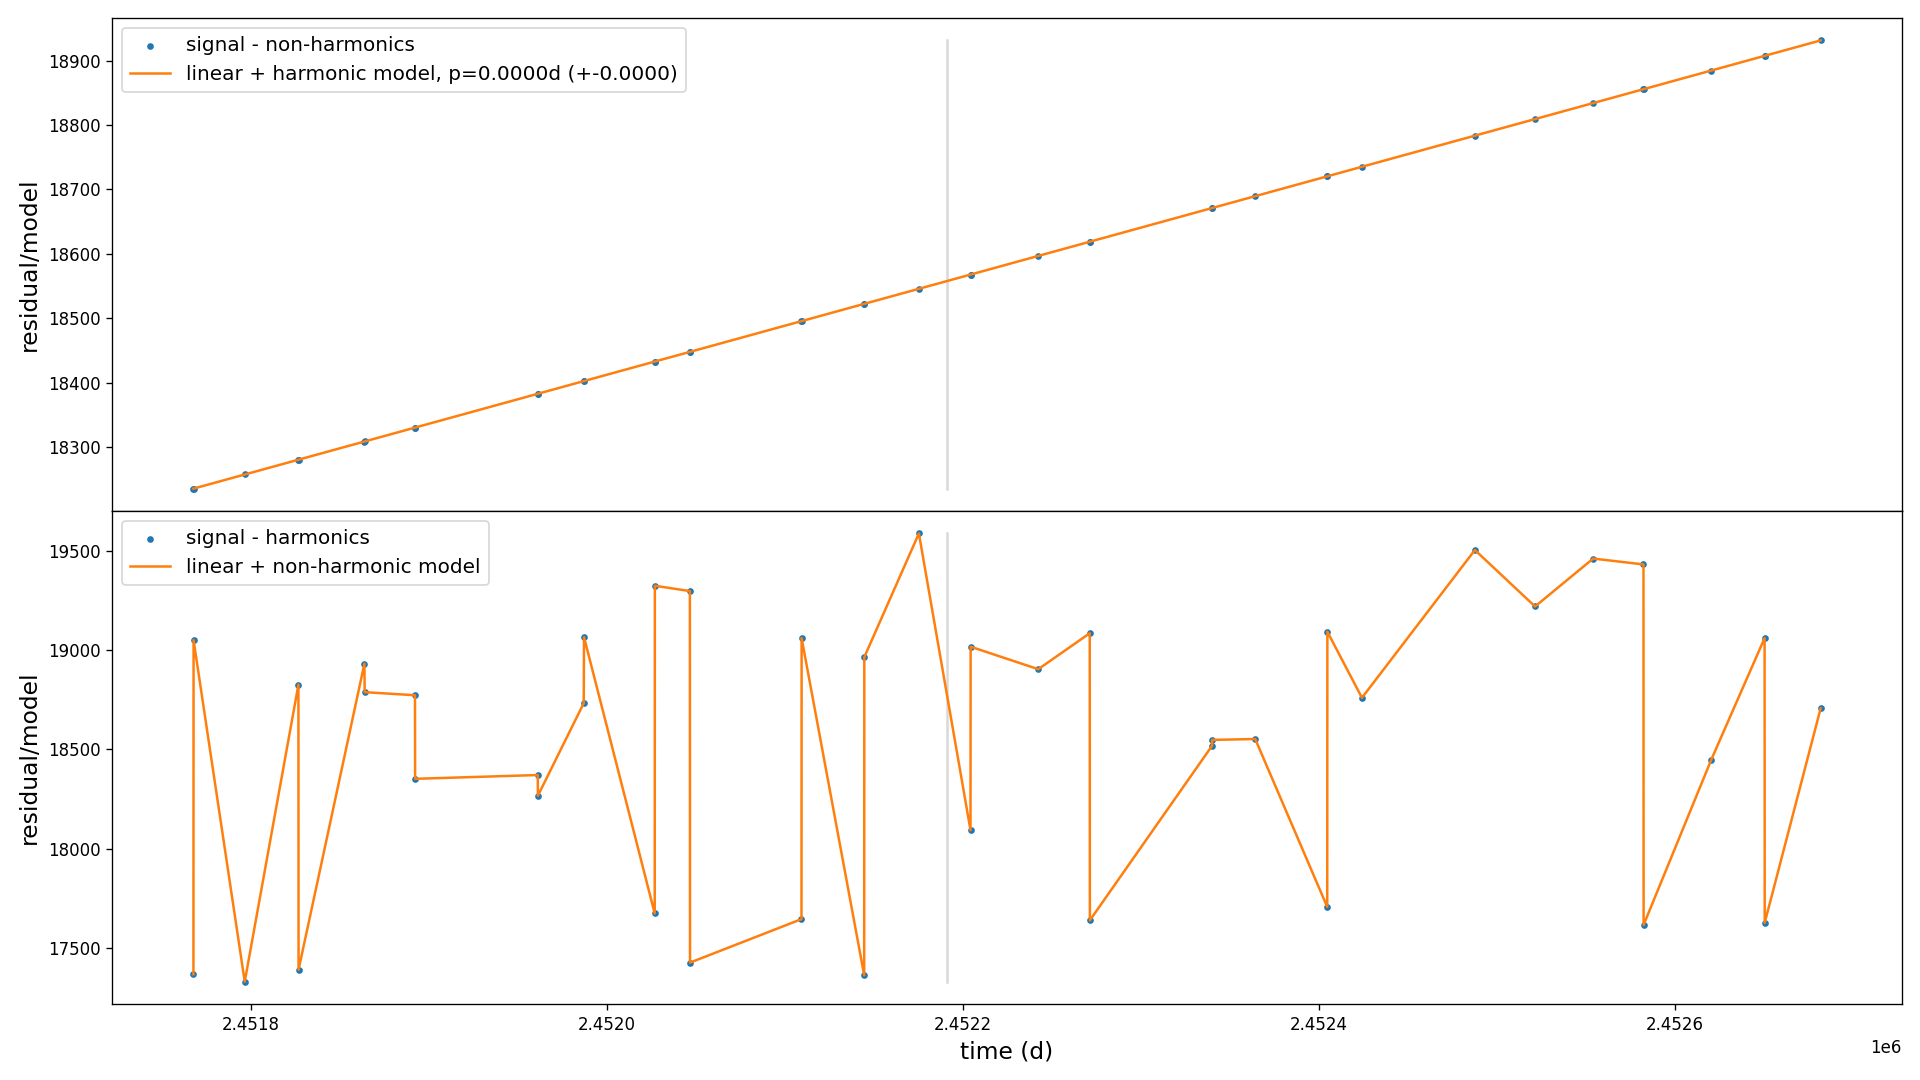 signal - non-harmonics
linear + harmonic model, p=0.0000d (+-0.0000)
residual/model
18900
18800
18700
18600
18500
18400
18300
signal - harmonics
linear + non-harmonic model
residual/model
19500
19000
18500
18000
17500
2.4518
2.4520
2.4522
2.4524
2.4526
time (d)
1e6